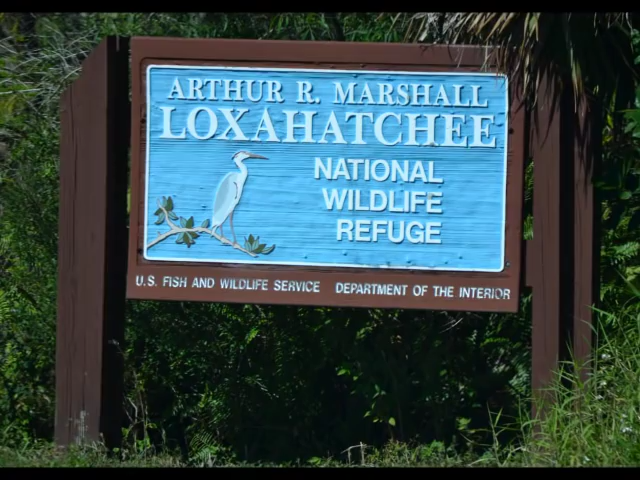 ARTHUR R. MARSHALL
LOXAHATCHEE
NATIONAL
WILDLIFE
REFUGE
U.S. FISH AND WILDLIFE SERVICE DEPARTMENT OF THE INTERIOR